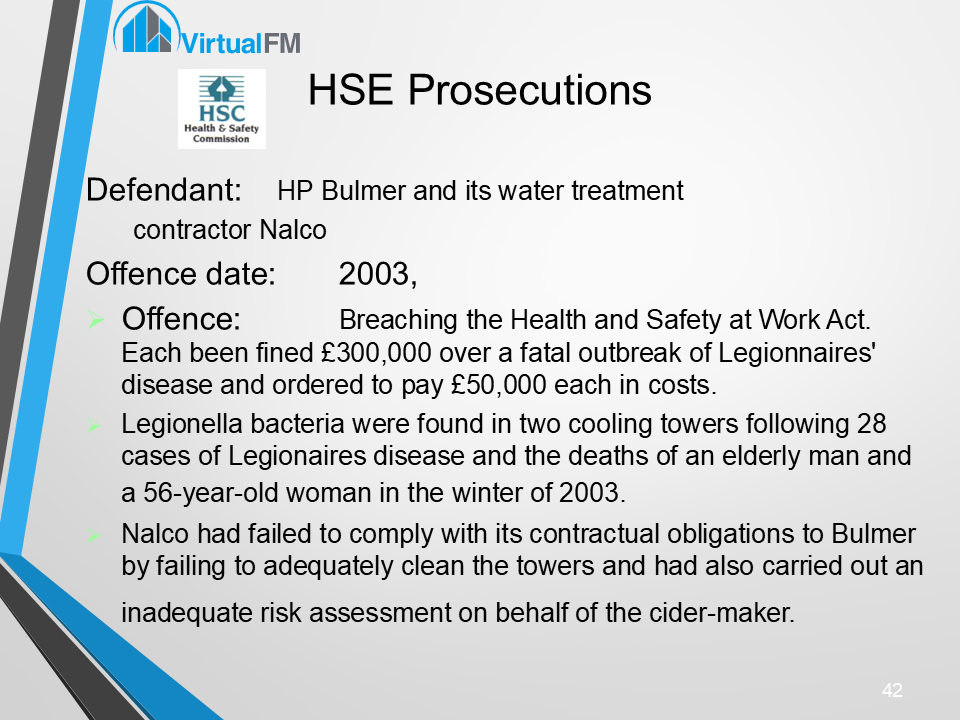 VirtualFM
HSC
Health & Safety
Commission
HSE Prosecutions
Defendant: HP Bulmer and its water treatment
contractor Nalco
Offence date: 2003,
Offence: Breaching the Health and Safety at Work Act.
Each been fined £300,000 over a fatal outbreak of Legionnaires'
disease and ordered to pay £50,000 each in costs.
Legionella bacteria were found in two cooling towers following 28
cases of Legionaires disease and the deaths of an elderly man and
a 56-year-old woman in the winter of 2003.
Nalco had failed to comply with its contractual obligations to Bulmer
by failing to adequately clean the towers and had also carried out an
inadequate risk assessment on behalf of the cider-maker.
42